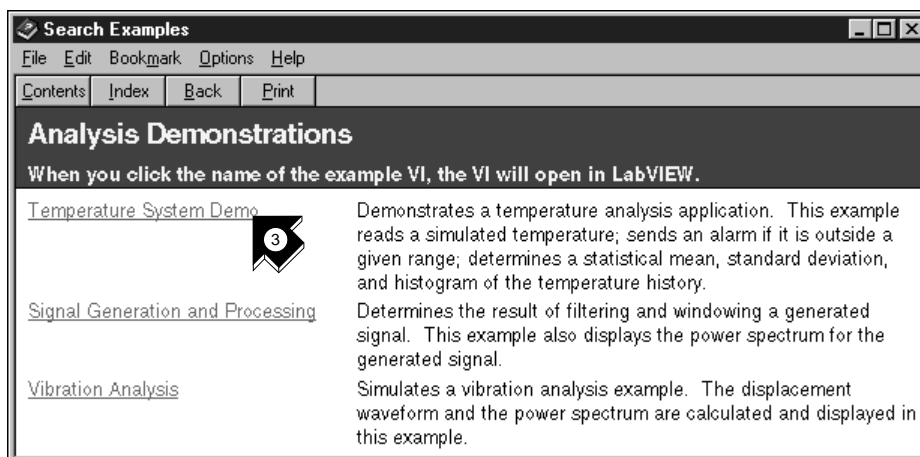 Search Examples
File Edit Bookmark Options Help
Contents Index Back Print
Analysis Demonstrations
When you click the name of the example VI, the VI will open in LabVIEW.
Temperature System Demo
3
Demonstrates a temperature analysis application. This example
reads a simulated temperature; sends an alarm if it is outside a
given range; determines a statistical mean, standard deviation,
and histogram of the temperature history.
Signal Generation and Processing
Determines the result of filtering and windowing a generated
signal. This example also displays the power spectrum for the
generated signal.
Vibration Analysis
Simulates a vibration analysis example. The displacement
waveform and the power spectrum are calculated and displayed in
this example.